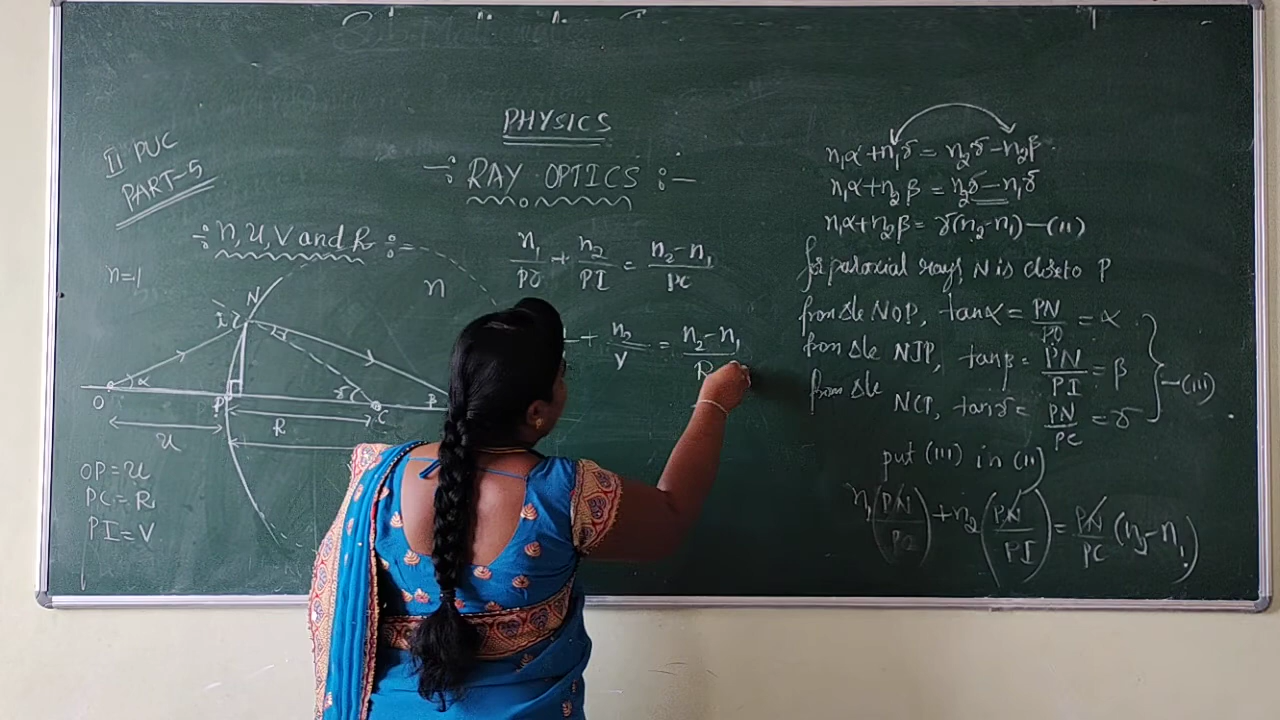 PHYSICS
II PUC
PART-5
-: RAY OPTICS :-
-: n, u, v and R :-
n=1
n
N
i
α
O
P
γ
C
u
R
OP = u
PC = R
PI = V
n₁/PO + n₂/PI = n₂-n₁/PC
+ n₂/v = n₂-n₁/R
n₁α + n₁γ = n₂γ - n₂β
n₁α + n₂β = n₂γ - n₁γ
n₁α + n₂β = γ(n₂-n₁) —(II)
for paraxial rays N is close to P
from Δle NOP, tanα = PN/PO = α
from Δle NIP, tanβ = PN/PI = β
from Δle NCP, tanγ = PN/PC = γ
—(III)
put (III) in (II)
n₁(PN/PO) + n₂(PN/PI) = PN/PC (n₂-n₁)